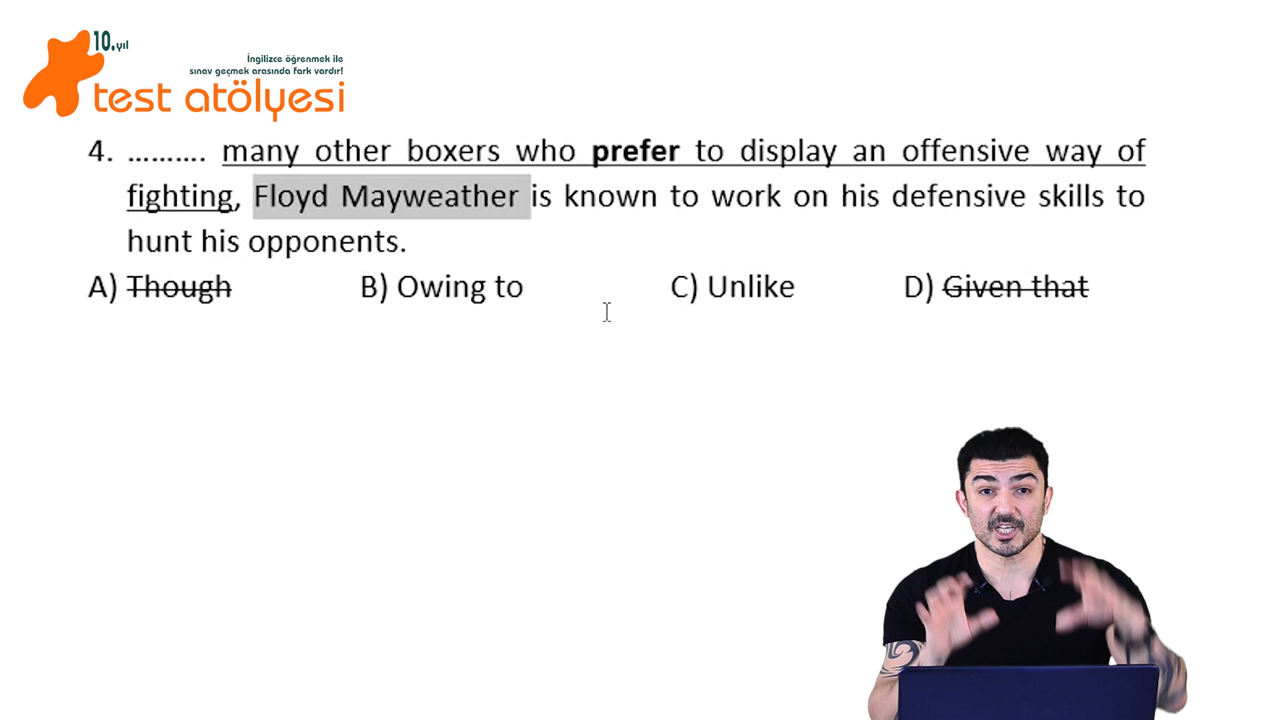 10.yıl
İngilizce öğrenmek ile
sınav geçmek arasında fark vardır!
test atölyesi
4. ………. many other boxers who prefer to display an offensive way of
fighting, Floyd Mayweather is known to work on his defensive skills to
hunt his opponents.
A) Though B) Owing to C) Unlike D) Given that